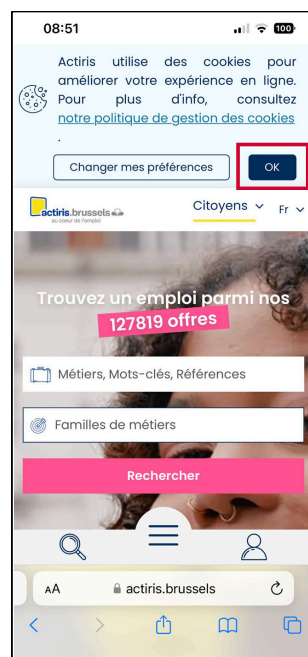 08:51
100
Actiris utilise des cookies pour
améliorer votre expérience en ligne.
Pour plus d'info, consultez
notre politique de gestion des cookies
.
Changer mes préférences
OK
actiris.brussels
au coeur de l'emploi
Citoyens
Fr
Trouvez un emploi parmi nos
127819 offres
Métiers, Mots-clés, Références
Familles de métiers
Rechercher
AA
actiris.brussels